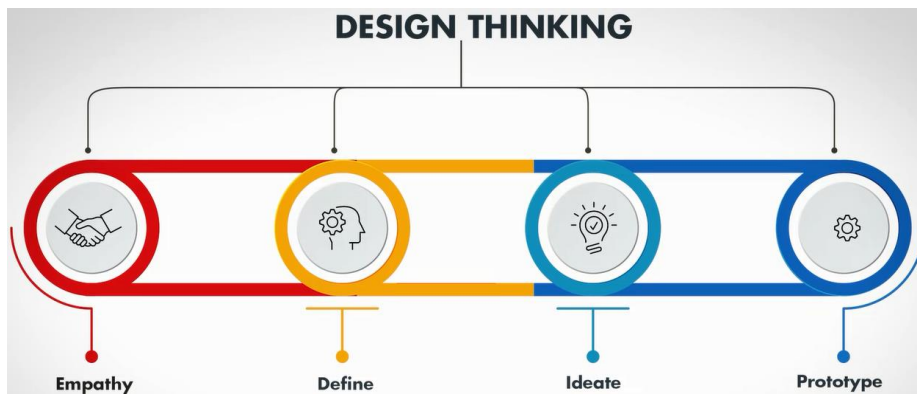 DESIGN THINKING
Empathy
Define
Ideate
Prototype